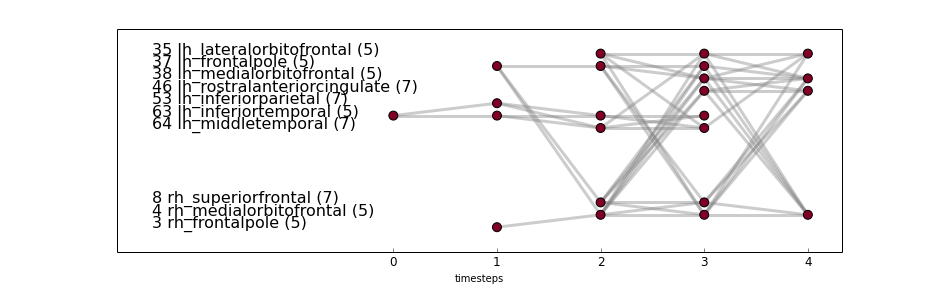 35 lh_lateralorbitofrontal (5)
37 lh_frontalpole (5)
38 lh_medialorbitofrontal (5)
46 lh_rostralanteriorcingulate (7)
53 lh_inferiorparietal (7)
63 lh_inferiortemporal (5)
64 lh_middletemporal (7)
8 rh_superiorfrontal (7)
4 rh_medialorbitofrontal (5)
3 rh_frontalpole (5)
0 1 2 3 4
timesteps